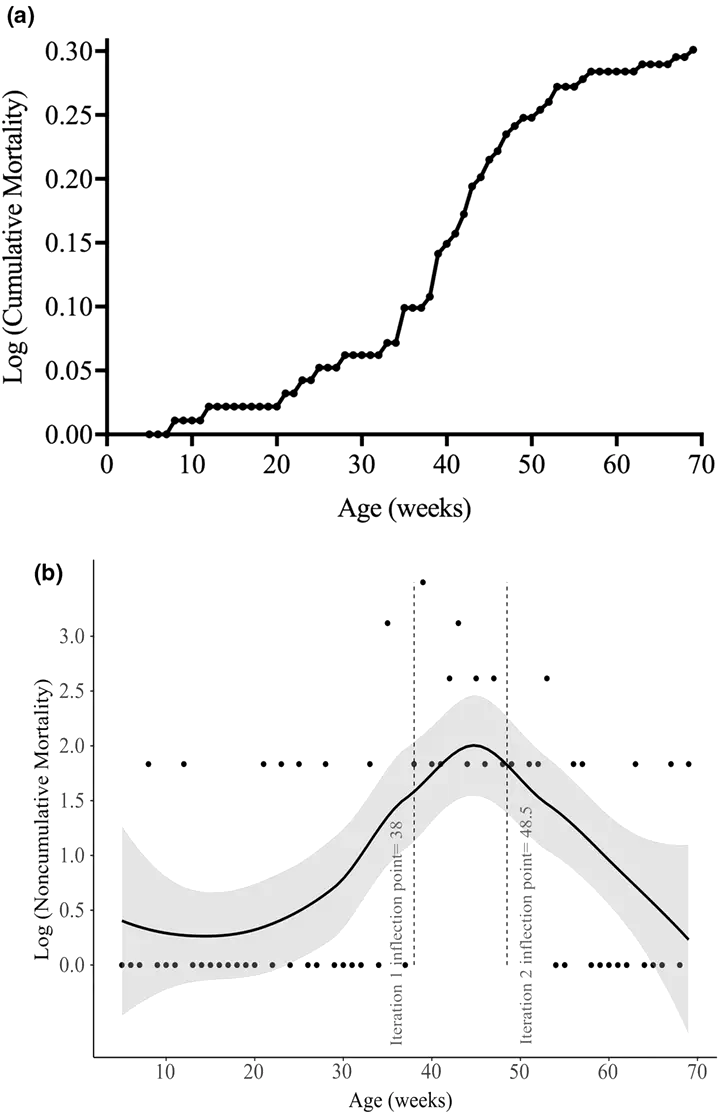 (a)
Log (Cumulative Mortality)
0.30
0.25
0.20
0.15
0.10
0.05
0.00
0 10 20 30 40 50 60 70
Age (weeks)
(b)
Log (Noncumulative Mortality)
3.0
2.5
2.0
1.5
1.0
0.5
0.0
Iteration 1 inflection point= 38
Iteration 2 inflection point= 48.5
10 20 30 40 50 60 70
Age (weeks)